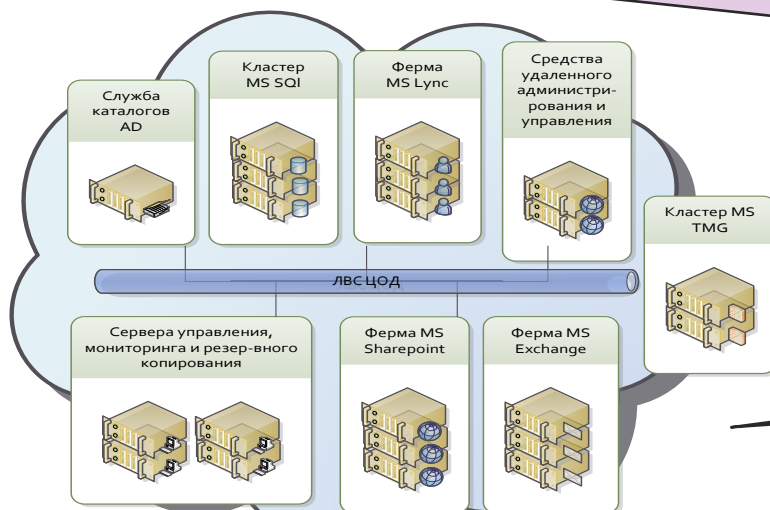 Служба
каталогов
AD
Кластер
MS SQl
Ферма
MS Lync
Средства
удаленного
администри-
рования и
управления
Кластер MS
TMG
ЛВС ЦОД
Сервера управления,
мониторинга и резер-вного
копирования
Ферма MS
Sharepoint
Ферма MS
Exchange